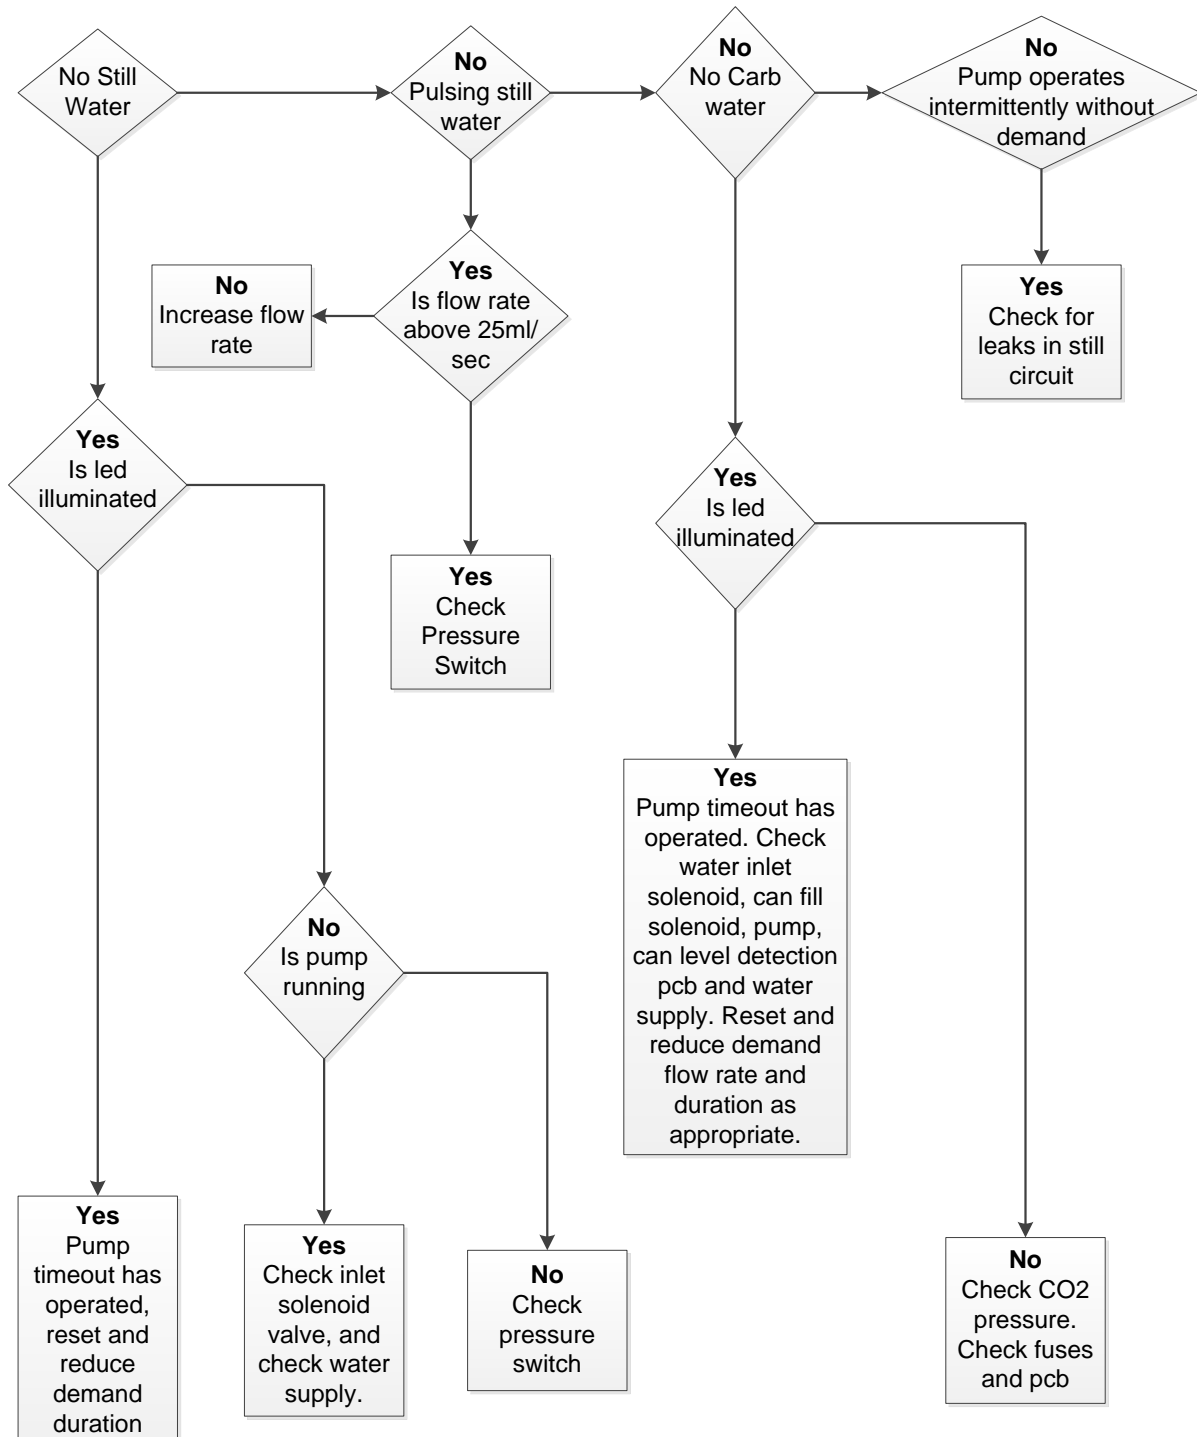 No Still
Water
No
Pulsing still
water
No
No Carb
water
No
Pump operates
intermittently without
demand
No
Increase flow
rate
Yes
Is flow rate
above 25ml/
sec
Yes
Check for
leaks in still
circuit
Yes
Is led
illuminated
Yes
Is led
illuminated
Yes
Check
Pressure
Switch
Yes
Pump timeout has
operated. Check
water inlet
solenoid, can fill
solenoid, pump,
can level detection
pcb and water
supply. Reset and
reduce demand
flow rate and
duration as
appropriate.
No
Is pump
running
Yes
Pump
timeout has
operated,
reset and
reduce
demand
duration
Yes
Check inlet
solenoid
valve, and
check water
supply.
No
Check
pressure
switch
No
Check CO2
pressure.
Check fuses
and pcb